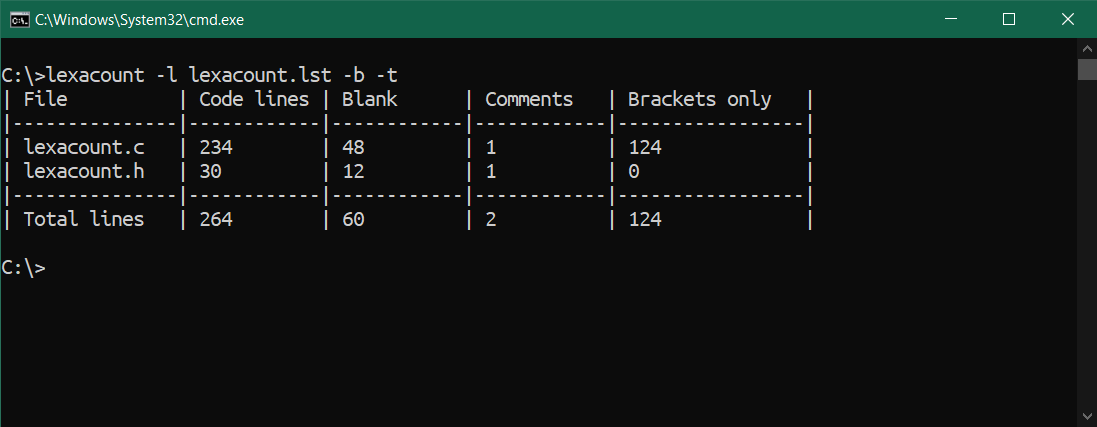 C:\Windows\System32\cmd.exe
C:\>lexacount -l lexacount.lst -b -t
| File          | Code lines | Blank      | Comments   | Brackets only   |
|---------------|------------|------------|------------|-----------------|
| lexacount.c   | 234        | 48         | 1          | 124             |
| lexacount.h   | 30         | 12         | 1          | 0               |
|---------------|------------|------------|------------|-----------------|
| Total lines   | 264        | 60         | 2          | 124             |
C:\>